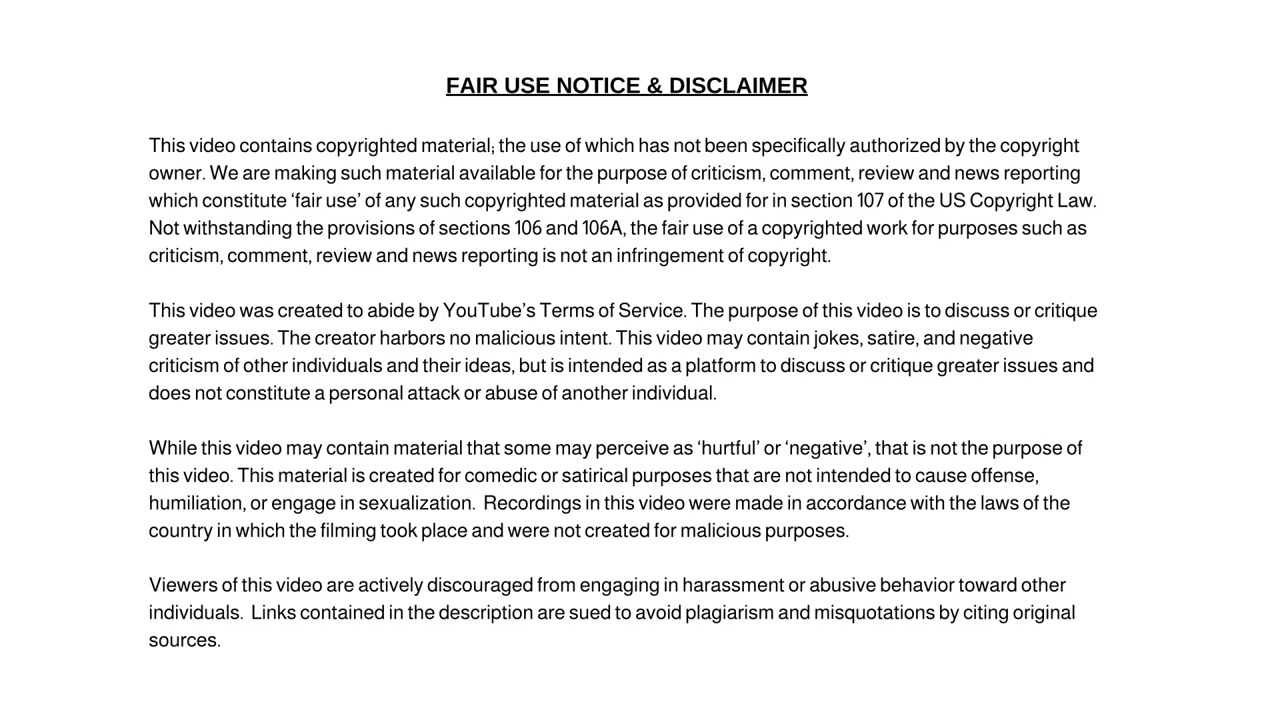 FAIR USE NOTICE & DISCLAIMER
This video contains copyrighted material; the use of which has not been specifically authorized by the copyright
owner. We are making such material available for the purpose of criticism, comment, review and news reporting
which constitute ‘fair use’ of any such copyrighted material as provided for in section 107 of the US Copyright Law.
Not withstanding the provisions of sections 106 and 106A, the fair use of a copyrighted work for purposes such as
criticism, comment, review and news reporting is not an infringement of copyright.
This video was created to abide by YouTube’s Terms of Service. The purpose of this video is to discuss or critique
greater issues. The creator harbors no malicious intent. This video may contain jokes, satire, and negative
criticism of other individuals and their ideas, but is intended as a platform to discuss or critique greater issues and
does not constitute a personal attack or abuse of another individual.
While this video may contain material that some may perceive as ‘hurtful’ or ‘negative’, that is not the purpose of
this video. This material is created for comedic or satirical purposes that are not intended to cause offense,
humiliation, or engage in sexualization.  Recordings in this video were made in accordance with the laws of the
country in which the filming took place and were not created for malicious purposes.
Viewers of this video are actively discouraged from engaging in harassment or abusive behavior toward other
individuals.  Links contained in the description are sued to avoid plagiarism and misquotations by citing original
sources.